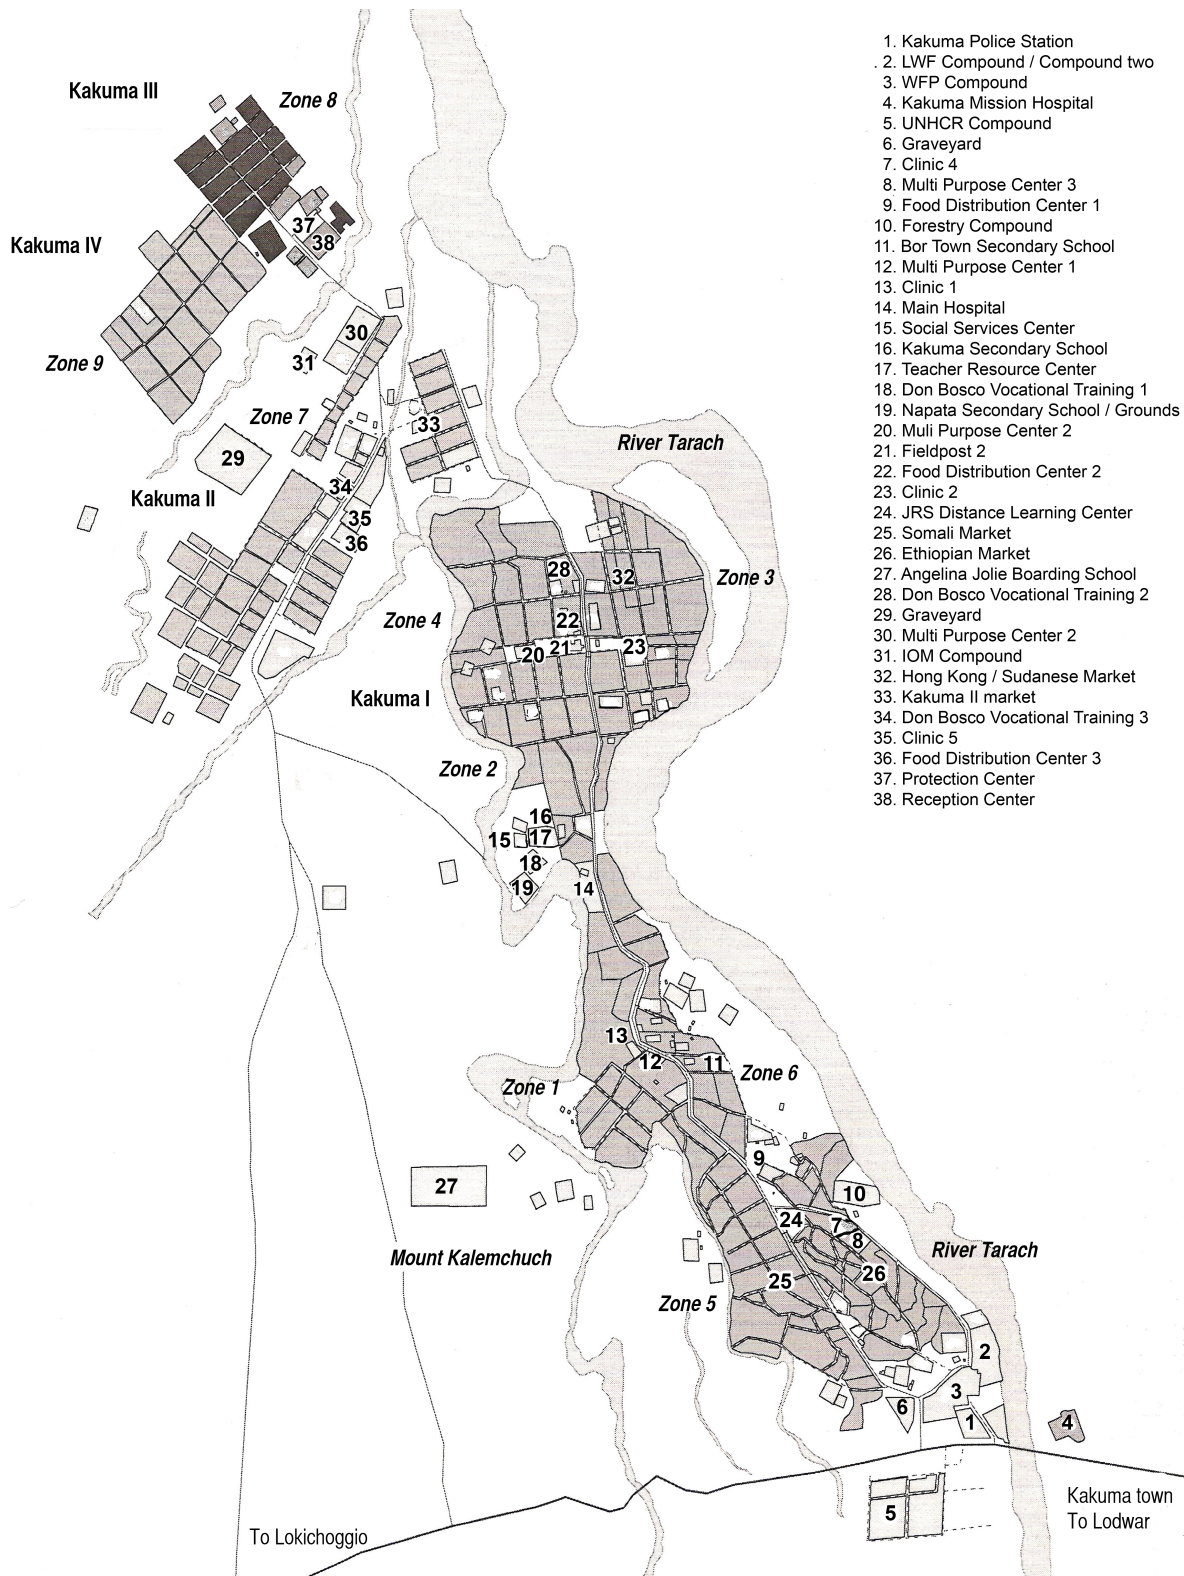 1. Kakuma Police Station
. 2. LWF Compound / Compound two
3. WFP Compound
4. Kakuma Mission Hospital
5. UNHCR Compound
6. Graveyard
7. Clinic 4
8. Multi Purpose Center 3
9. Food Distribution Center 1
10. Forestry Compound
11. Bor Town Secondary School
12. Multi Purpose Center 1
13. Clinic 1
14. Main Hospital
15. Social Services Center
16. Kakuma Secondary School
17. Teacher Resource Center
18. Don Bosco Vocational Training 1
19. Napata Secondary School / Grounds
20. Muli Purpose Center 2
21. Fieldpost 2
22. Food Distribution Center 2
23. Clinic 2
24. JRS Distance Learning Center
25. Somali Market
26. Ethiopian Market
27. Angelina Jolie Boarding School
28. Don Bosco Vocational Training 2
29. Graveyard
30. Multi Purpose Center 2
31. IOM Compound
32. Hong Kong / Sudanese Market
33. Kakuma II market
34. Don Bosco Vocational Training 3
35. Clinic 5
36. Food Distribution Center 3
37. Protection Center
38. Reception Center
Kakuma III
Zone 8
37
38
Kakuma IV
30
31
Zone 9
Zone 7
33
River Tarach
29
34
Kakuma II
35
36
28
32
Zone 3
Zone 4
22
21
20
23
Kakuma I
Zone 2
16
15
17
18
19
14
13
12
11
Zone 6
Zone 1
9
27
10
24
7
8
Mount Kalemchuch
River Tarach
26
25
Zone 5
2
3
6
1
4
5
Kakuma town
To Lodwar
To Lokichoggio